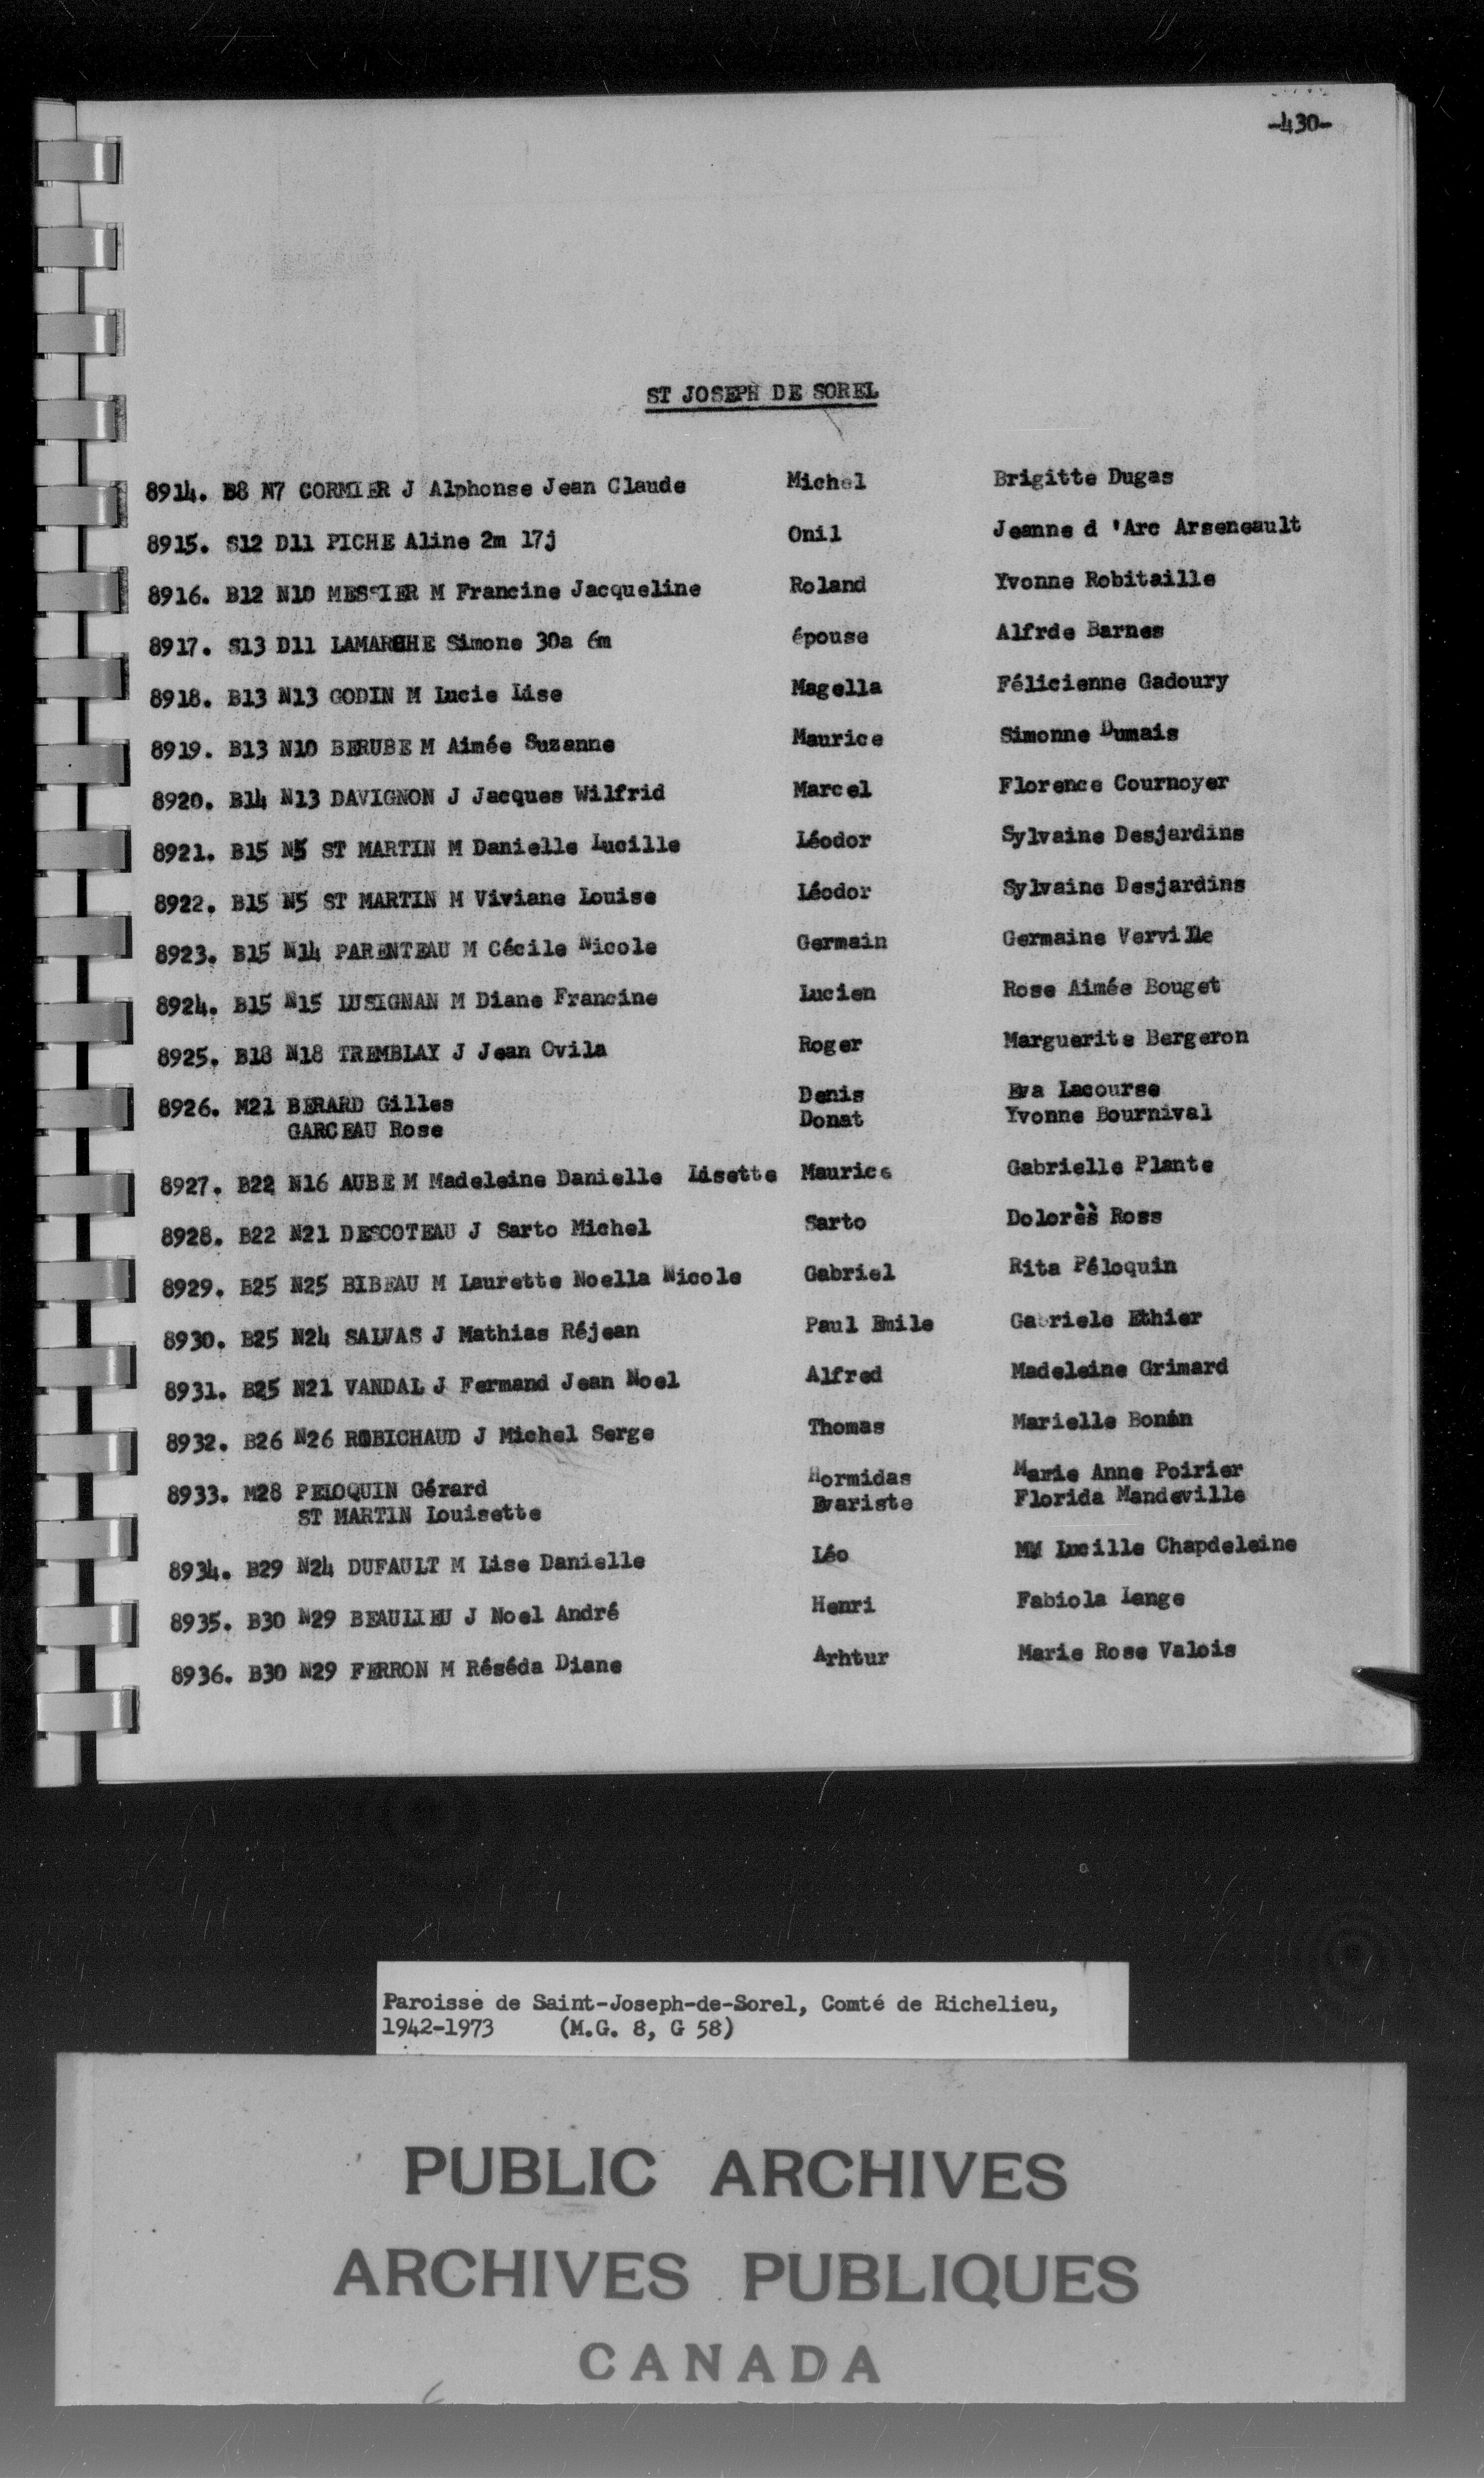 -430-
ST JOSEPH DE SOREL
8914. B8 N7 CORMIER J Alphonse Jean Claude Michel Brigitte Dugas
8915. S12 D11 PICHE Aline 2m 17j Onil Jeanne d 'Arc Arseneault
8916. B12 N10 MESSIER M Francine Jacqueline Roland Yvonne Robitaille
8917. S13 D11 LAMARCHE Simone 30a 6m épouse Alfrde Barnes
8918. B13 N13 GODIN M Lucie Lise Magella Félicienne Gadoury
8919. B13 N10 BERUBE M Aimée Suzanne Maurice Simonne Dumais
8920. B14 N13 DAVIGNON J Jacques Wilfrid Marcel Florence Cournoyer
8921. B15 N5 ST MARTIN M Danielle Lucille Léodor Sylvaine Desjardins
8922. B15 N5 ST MARTIN M Viviane Louise Léodor Sylvaine Desjardins
8923. B15 N14 PARENTEAU M Cécile Nicole Germain Germaine Verville
8924. B15 N15 LUSIGNAN M Diane Francine Lucien Rose Aimée Bouget
8925. B18 N18 TREMBLAY J Jean Ovila Roger Marguerite Bergeron
8926. M21 BERARD Gilles Denis Eva Lacourse
GARCEAU Rose Donat Yvonne Bournival
8927. B22 N16 AUBE M Madeleine Danielle Lisette Maurice Gabrielle Plante
8928. B22 N21 DESCOTEAU J Sarto Michel Sarto Dolorès Ross
8929. B25 N25 BIBEAU M Laurette Noella Nicole Gabriel Rita Péloquin
8930. B25 N24 SALVAS J Mathias Réjean Paul Emile Gabriele Ethier
8931. B25 N21 VANDAL J Fermand Jean Noel Alfred Madeleine Grimard
8932. B26 N26 ROBICHAUD J Michel Serge Thomas Marielle Bonin
8933. M28 PELOQUIN Gérard Hormidas Marie Anne Poirier
ST MARTIN Louisette Evariste Florida Mandeville
8934. B29 N24 DUFAULT M Lise Danielle Léo MM Lucille Chapdeleine
8935. B30 N29 BEAULIEU J Noel André Henri Fabiola Lange
8936. B30 N29 FERRON M Réséda Diane Arhtur Marie Rose Valois
Paroisse de Saint-Joseph-de-Sorel, Comté de Richelieu,
1942-1973 (M.G. 8, G 58)
PUBLIC ARCHIVES
ARCHIVES PUBLIQUES
CANADA